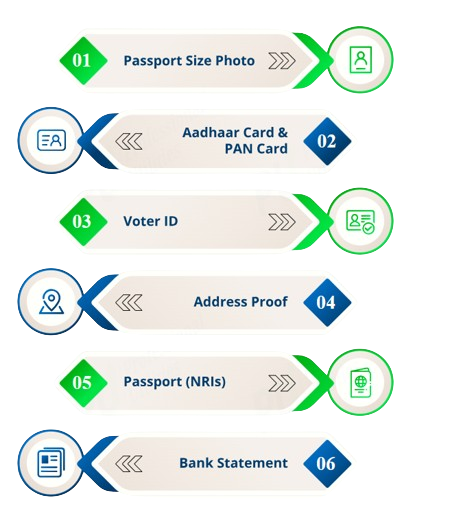 01 Passport Size Photo
Aadhaar Card &
PAN Card 02
03 Voter ID
Address Proof 04
05 Passport (NRIs)
Bank Statement 06